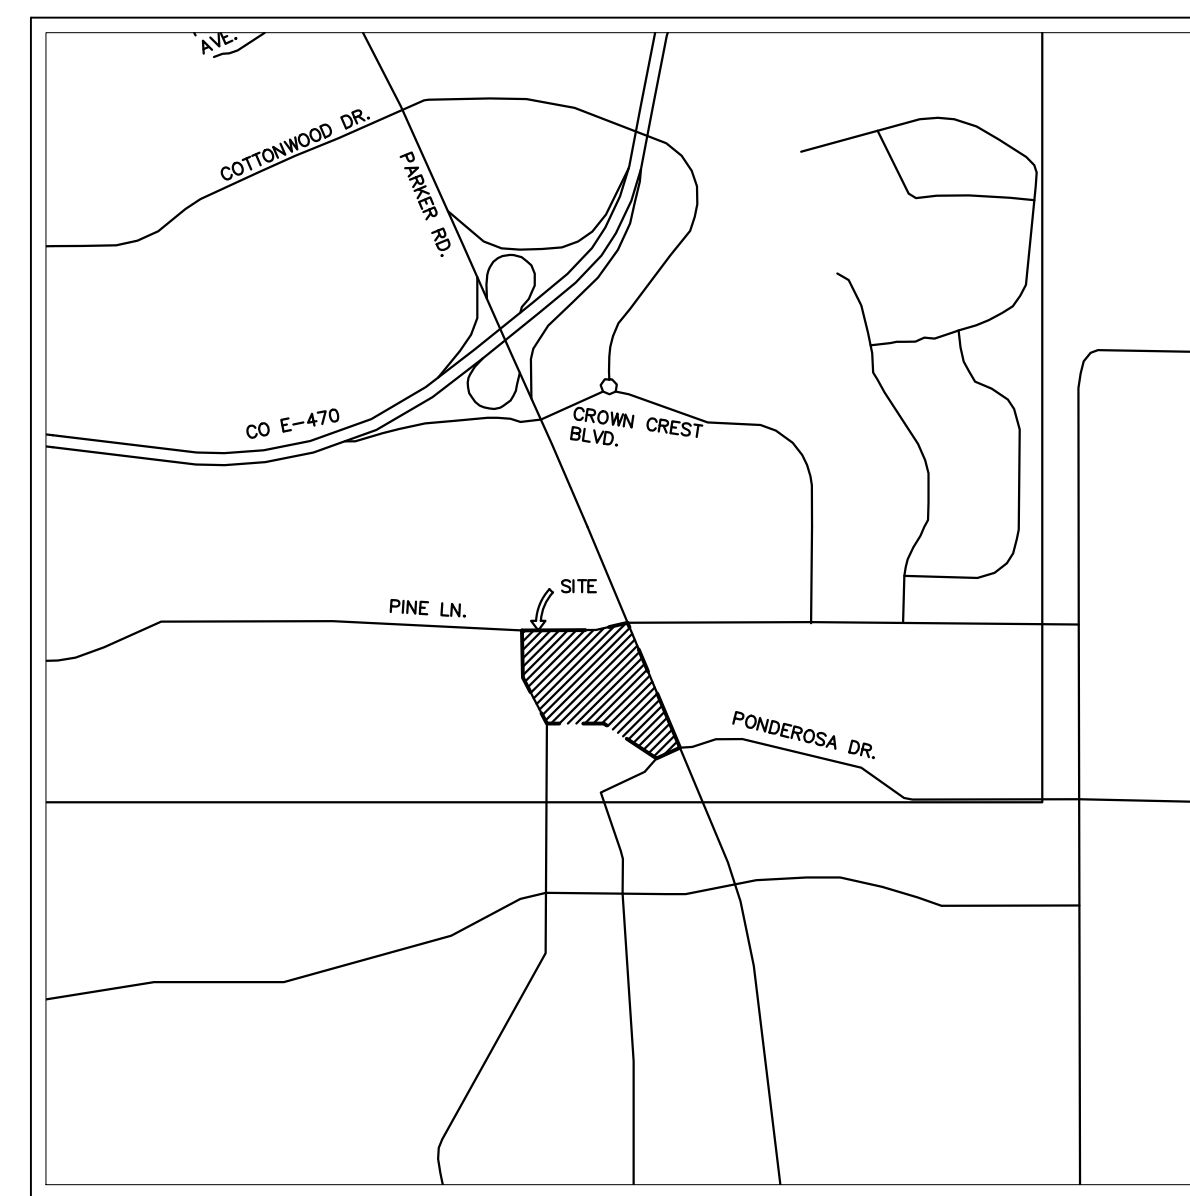 AVE.
COTTONWOOD DR.
PARKER RD.
CO E-470
CROWN CREST
BLVD.
SITE
PINE LN.
PONDEROSA DR.